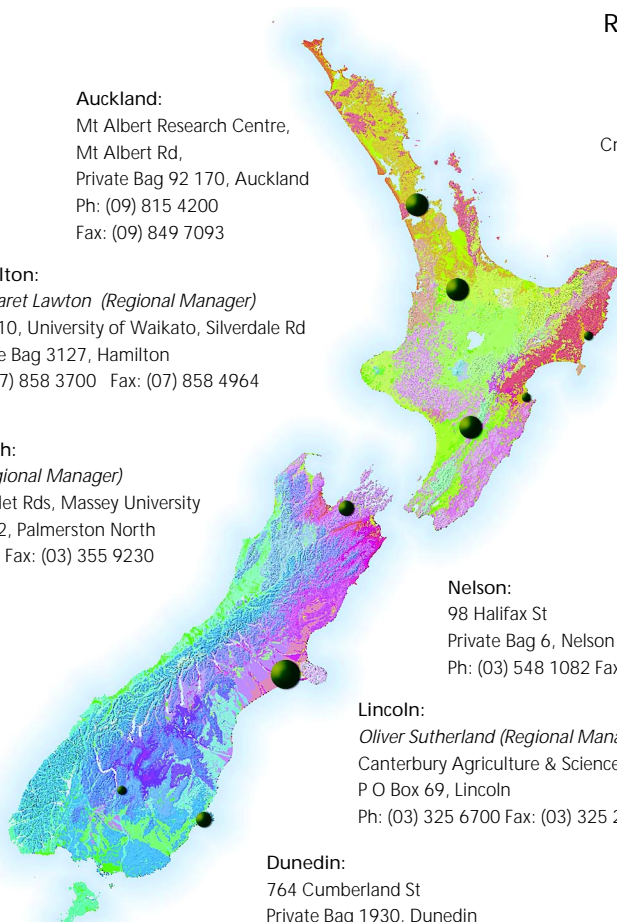 R
Cr
Auckland:
Mt Albert Research Centre,
Mt Albert Rd,
Private Bag 92 170, Auckland
Ph: (09) 815 4200
Fax: (09) 849 7093
lton:
aret Lawton (Regional Manager)
10, University of Waikato, Silverdale Rd
e Bag 3127, Hamilton
7) 858 3700 Fax: (07) 858 4964
h:
gional Manager)
let Rds, Massey University
2, Palmerston North
Fax: (03) 355 9230
Nelson:
98 Halifax St
Private Bag 6, Nelson
Ph: (03) 548 1082 Fax
Lincoln:
Oliver Sutherland (Regional Mana
Canterbury Agriculture & Science
P O Box 69, Lincoln
Ph: (03) 325 6700 Fax: (03) 325 2
Dunedin:
764 Cumberland St
Private Bag 1930, Dunedin